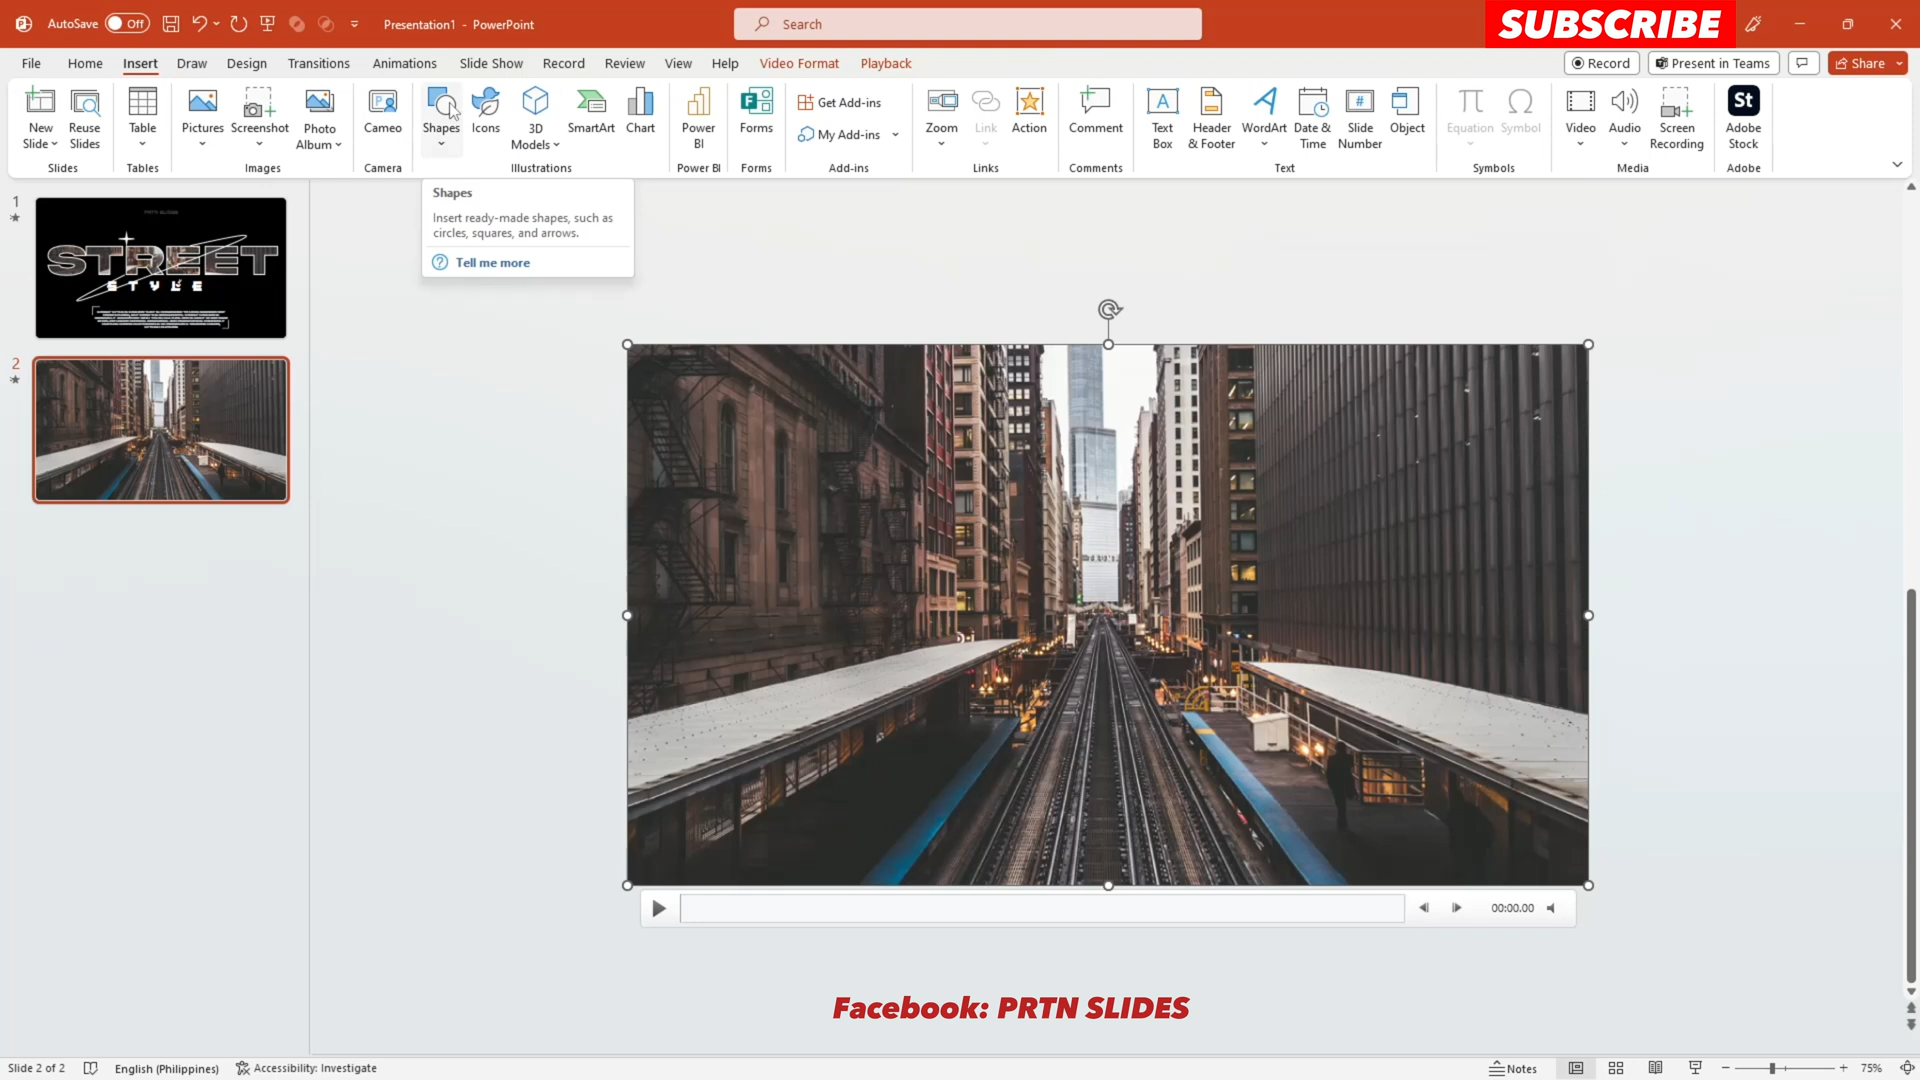 AutoSave Off Presentation1 - PowerPoint Search SUBSCRIBE
File Home Insert Draw Design Transitions Animations Slide Show Record Review View Help Video Format Playback Record Present in Teams Share
New Slide
Reuse Slides
Slides
Table
Tables
Pictures
Screenshot
Photo Album
Images
Cameo
Camera
Shapes
Icons
3D Models
SmartArt
Chart
Illustrations
Power BI
Power BI
Forms
Forms
Get Add-ins
My Add-ins
Add-ins
Zoom
Link
Action
Links
Comment
Comments
Text Box
Header & Footer
WordArt
Date & Time
Slide Number
Object
Text
Equation
Symbol
Symbols
Video
Audio
Screen Recording
Media
St
Adobe Stock
Adobe
Shapes
Insert ready-made shapes, such as
circles, squares, and arrows.
Tell me more
1
PRTN SLIDES
STREET
STYLE
2
TRUMP
00:00.00
Facebook: PRTN SLIDES
Slide 2 of 2 English (Philippines) Accessibility: Investigate Notes 75%